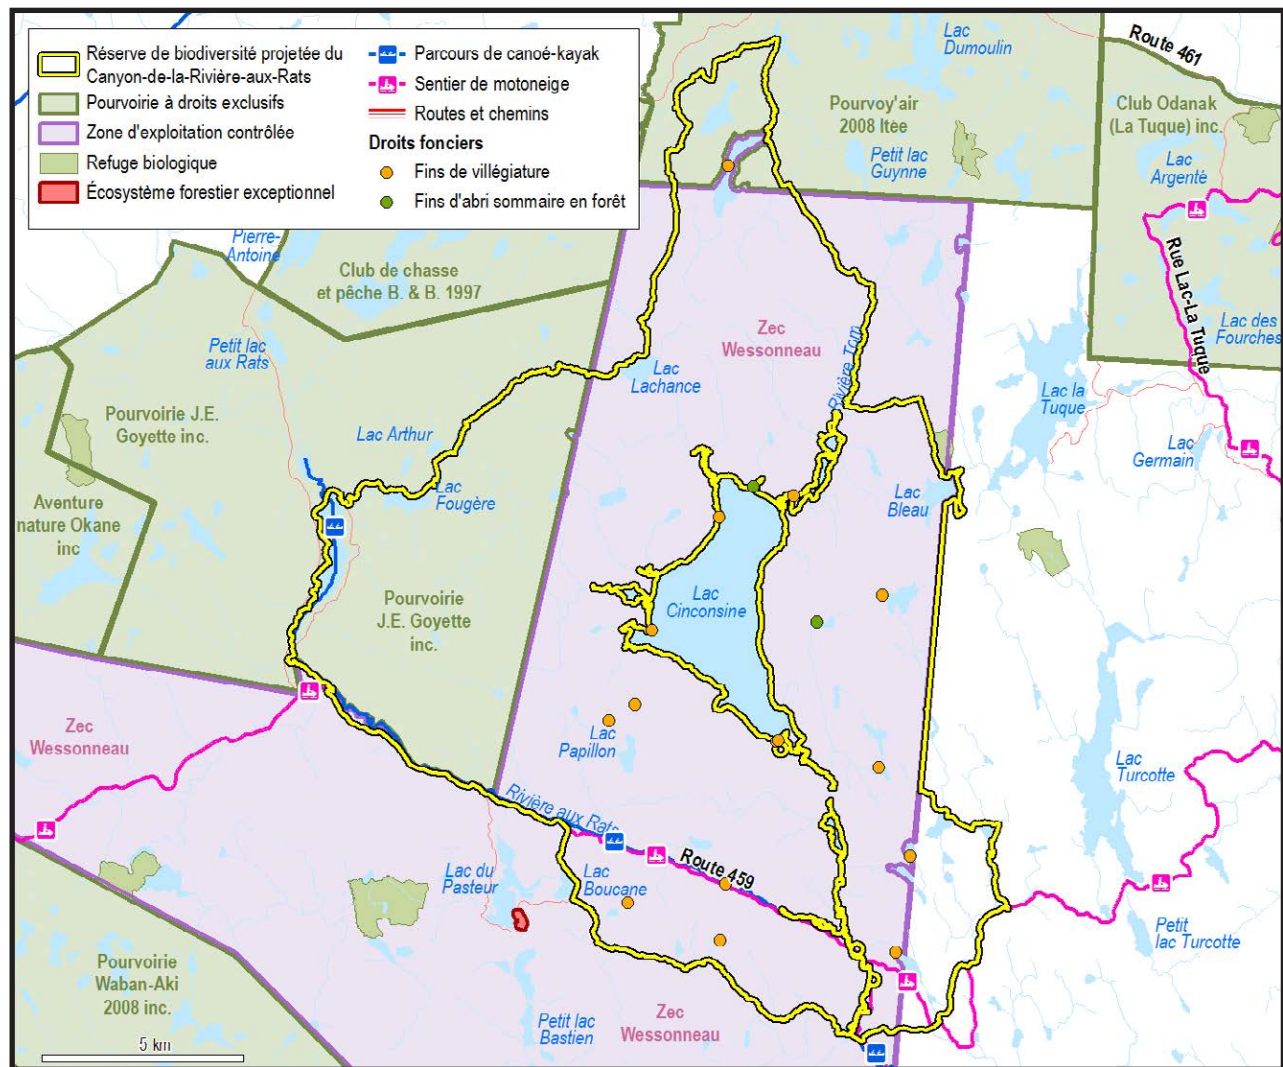 Réserve de biodiversité projetée du
Canyon-de-la-Rivière-aux-Rats
Pourvoirie à droits exclusifs
Zone d'exploitation contrôlée
Refuge biologique
Écosystème forestier exceptionnel
Parcours de canoé-kayak
Sentier de motoneige
Routes et chemins
Droits fonciers
Fins de villégiature
Fins d'abri sommaire en forêt
Lac
Dumoulin
Route 461
Pourvoy'air
2008 ltée
Petit lac
Guynne
Club Odanak
(La Tuque) inc.
Lac
Argenté
Rue Lac-La Tuque
Lac des
Fourches
Pierre-
Antoine
Club de chasse
et pêche B. & B. 1997
Petit lac
aux Rats
Zec
Wessonneau
Rivière Tom
Lac
Lachance
Lac la
Tuque
Pourvoirie J.E.
Goyette inc.
Lac Arthur
Lac
Germain
Lac
Fougère
Lac
Bleau
Aventure
nature Okane
inc
Pourvoirie
J.E. Goyette
inc.
Lac
Cinconsine
Zec
Wessonneau
Lac
Papillon
Lac
Turcotte
Rivière aux Rats
Route 459
Lac du
Pasteur
Lac
Boucane
Petit
lac Turcotte
Pourvoirie
Waban-Aki
2008 inc.
Petit lac
Bastien
Zec
Wessonneau
5 km